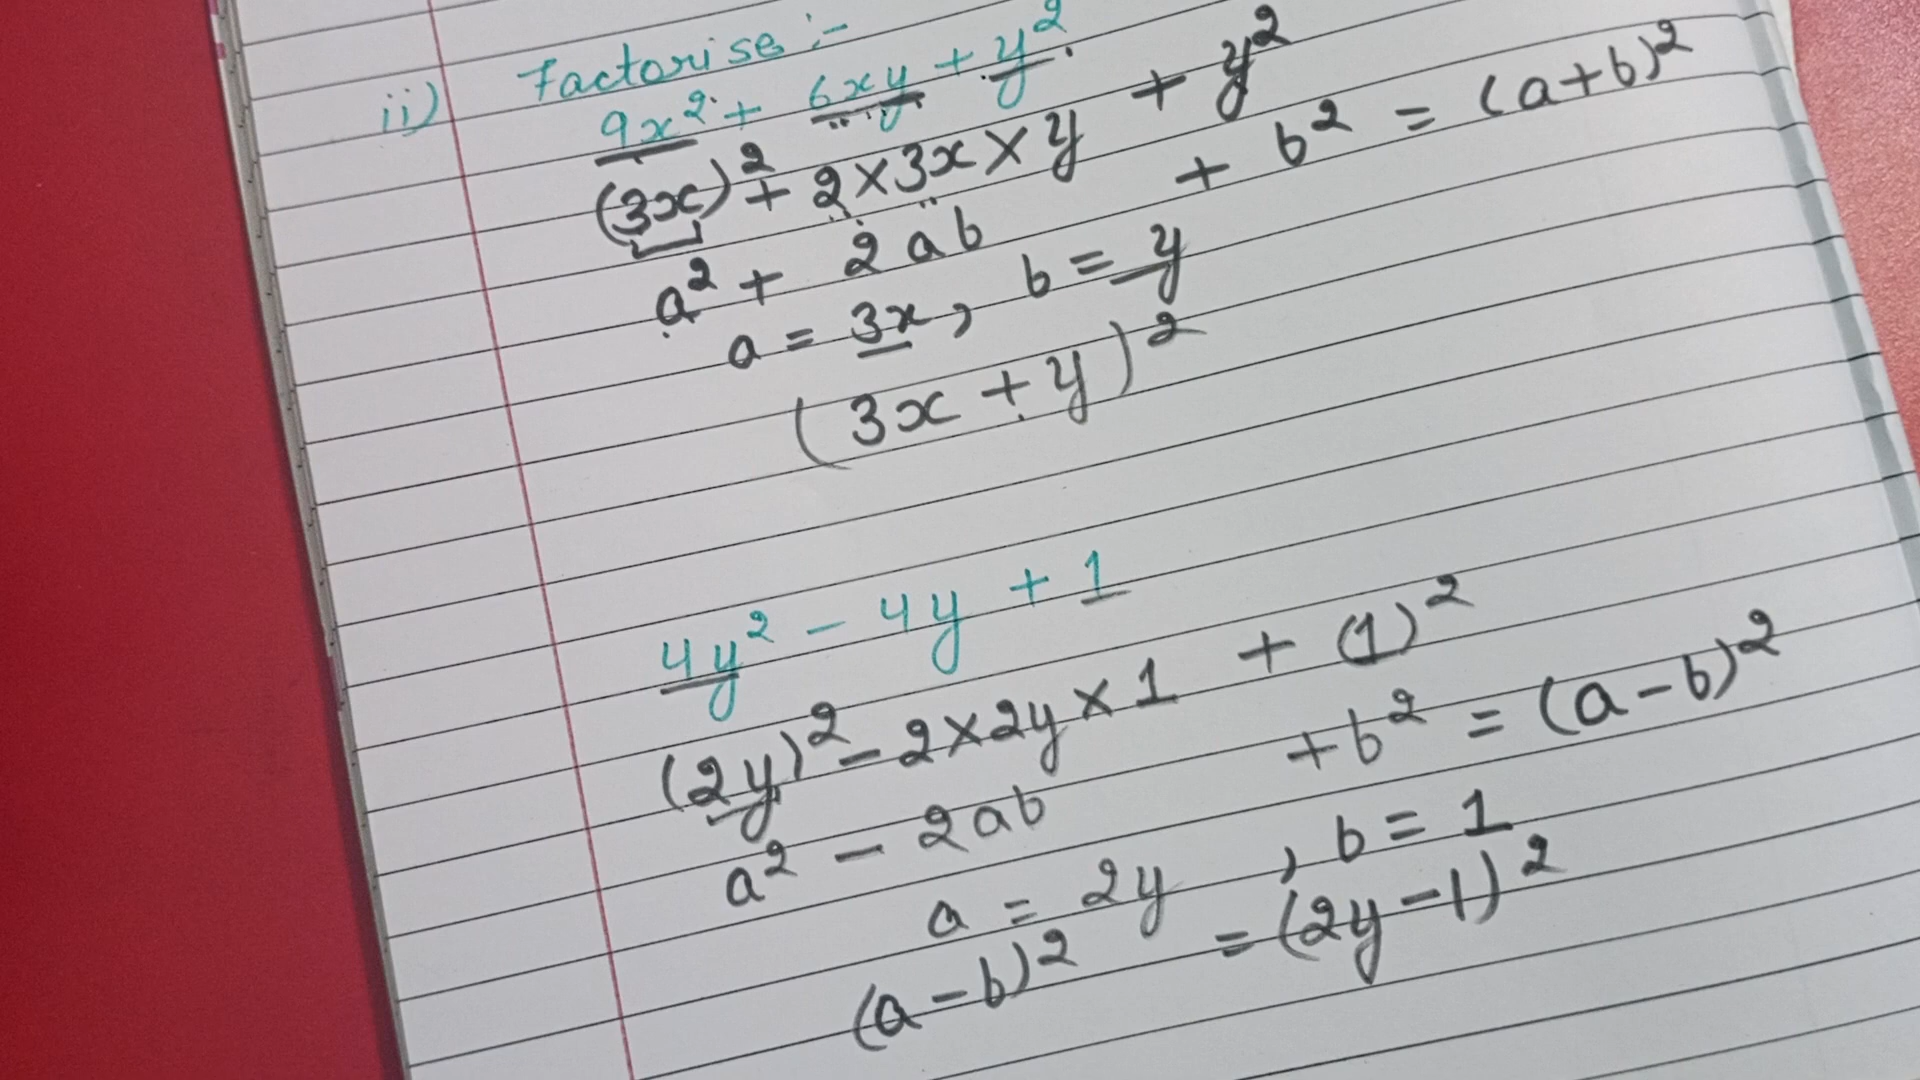 ii) Factorise :-
9x² + 6xy + y²
(3x)² + 2×3x×y + y²
a² + 2ab + b² = (a+b)²
a = 3x, b = y
(3x + y)²
4y² - 4y + 1
(2y)² - 2×2y×1 + (1)²
a² - 2ab + b² = (a-b)²
a = 2y, b = 1
(a-b)² = (2y-1)²